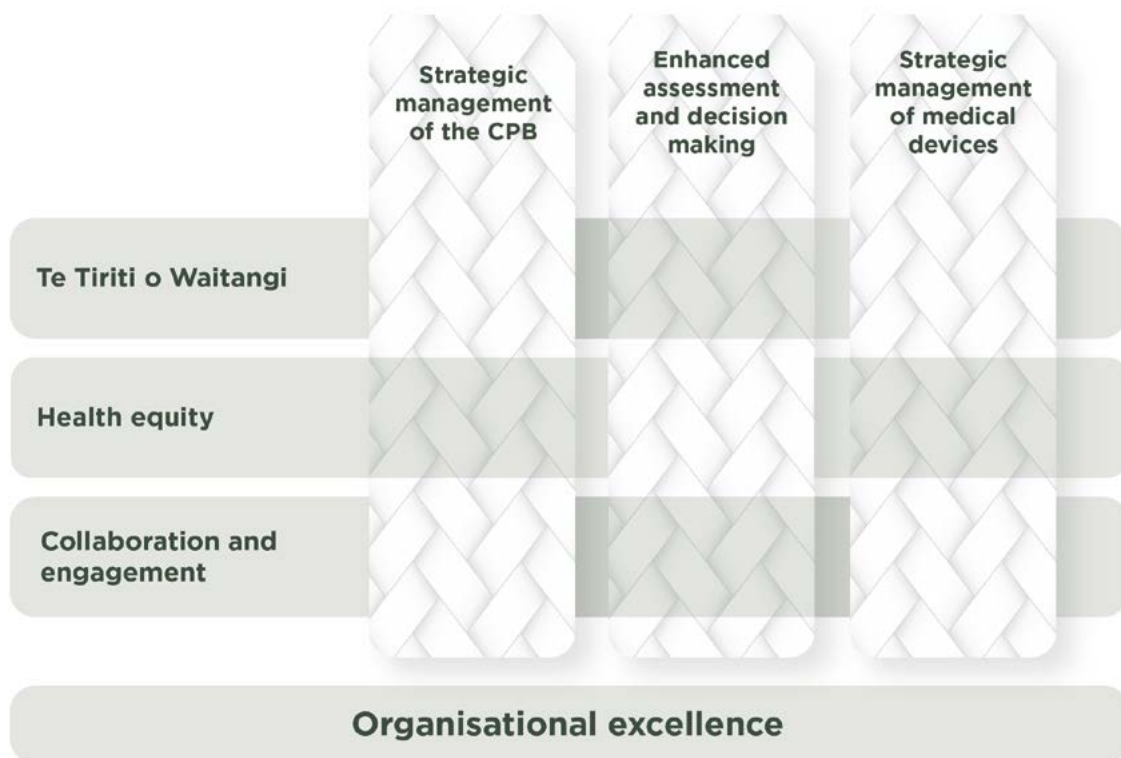 Strategic
management
of the CPB
Enhanced
assessment
and decision
making
Strategic
management
of medical
devices
Te Tiriti o Waitangi
Health equity
Collaboration and
engagement
Organisational excellence